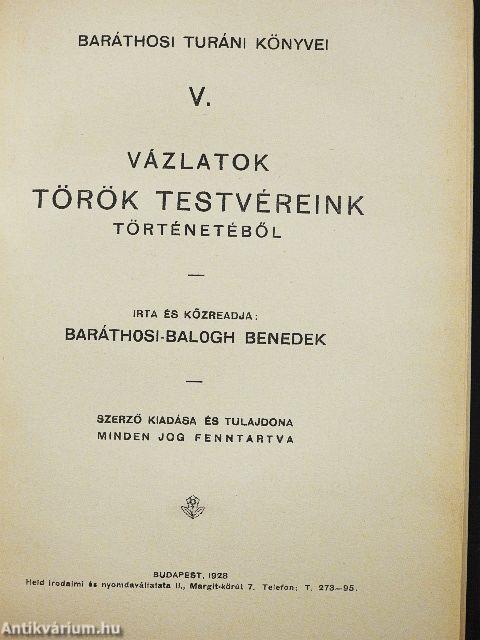 BARÁTHOSI TURÁNI KÖNYVEI
V.
VÁZLATOK
TÖRÖK TESTVÉREINK
TÖRTÉNETÉBŐL
IRTA ÉS KÖZREADJA:
BARÁTHOSI-BALOGH BENEDEK
SZERZŐ KIADÁSA ÉS TULAJDONA
MINDEN JOG FENNTARTVA
BUDAPEST, 1928
Held irodalmi és nyomdavállalata II., Margit-körút 7. Telefon: T. 273—95.
Antikvárium.hu